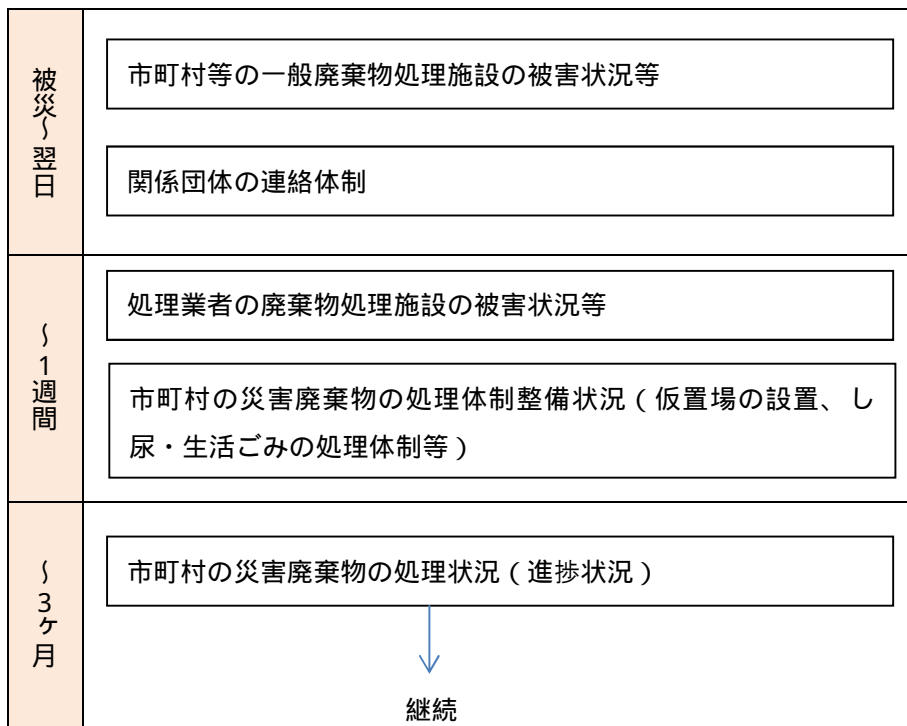 被災～翌日
市町村等の一般廃棄物処理施設の被害状況等
関係団体の連絡体制
～1週間
処理業者の廃棄物処理施設の被害状況等
市町村の災害廃棄物の処理体制整備状況（仮置場の設置、し
尿・生活ごみの処理体制等）
～3ケ月
市町村の災害廃棄物の処理状況（進捗状況）
継続